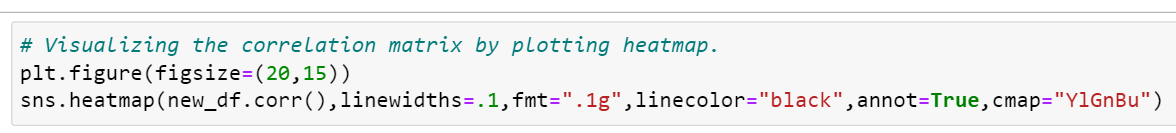 # Visualizing the correlation matrix by plotting heatmap.
plt.figure(figsize=(20,15))
sns.heatmap(new_df.corr(),linewidths=.1,fmt=".1g",linecolor="black",annot=True,cmap="YlGnBu")